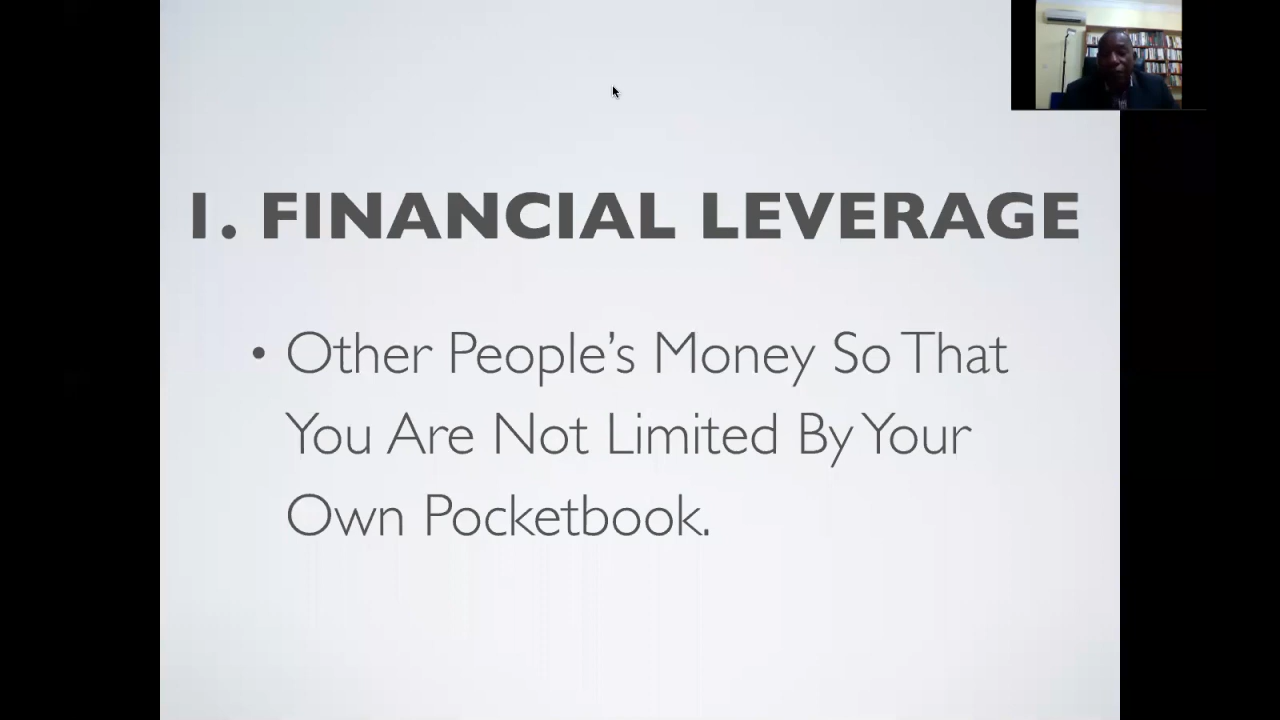 1. FINANCIAL LEVERAGE
• Other People's Money So That
You Are Not Limited By Your
Own Pocketbook.